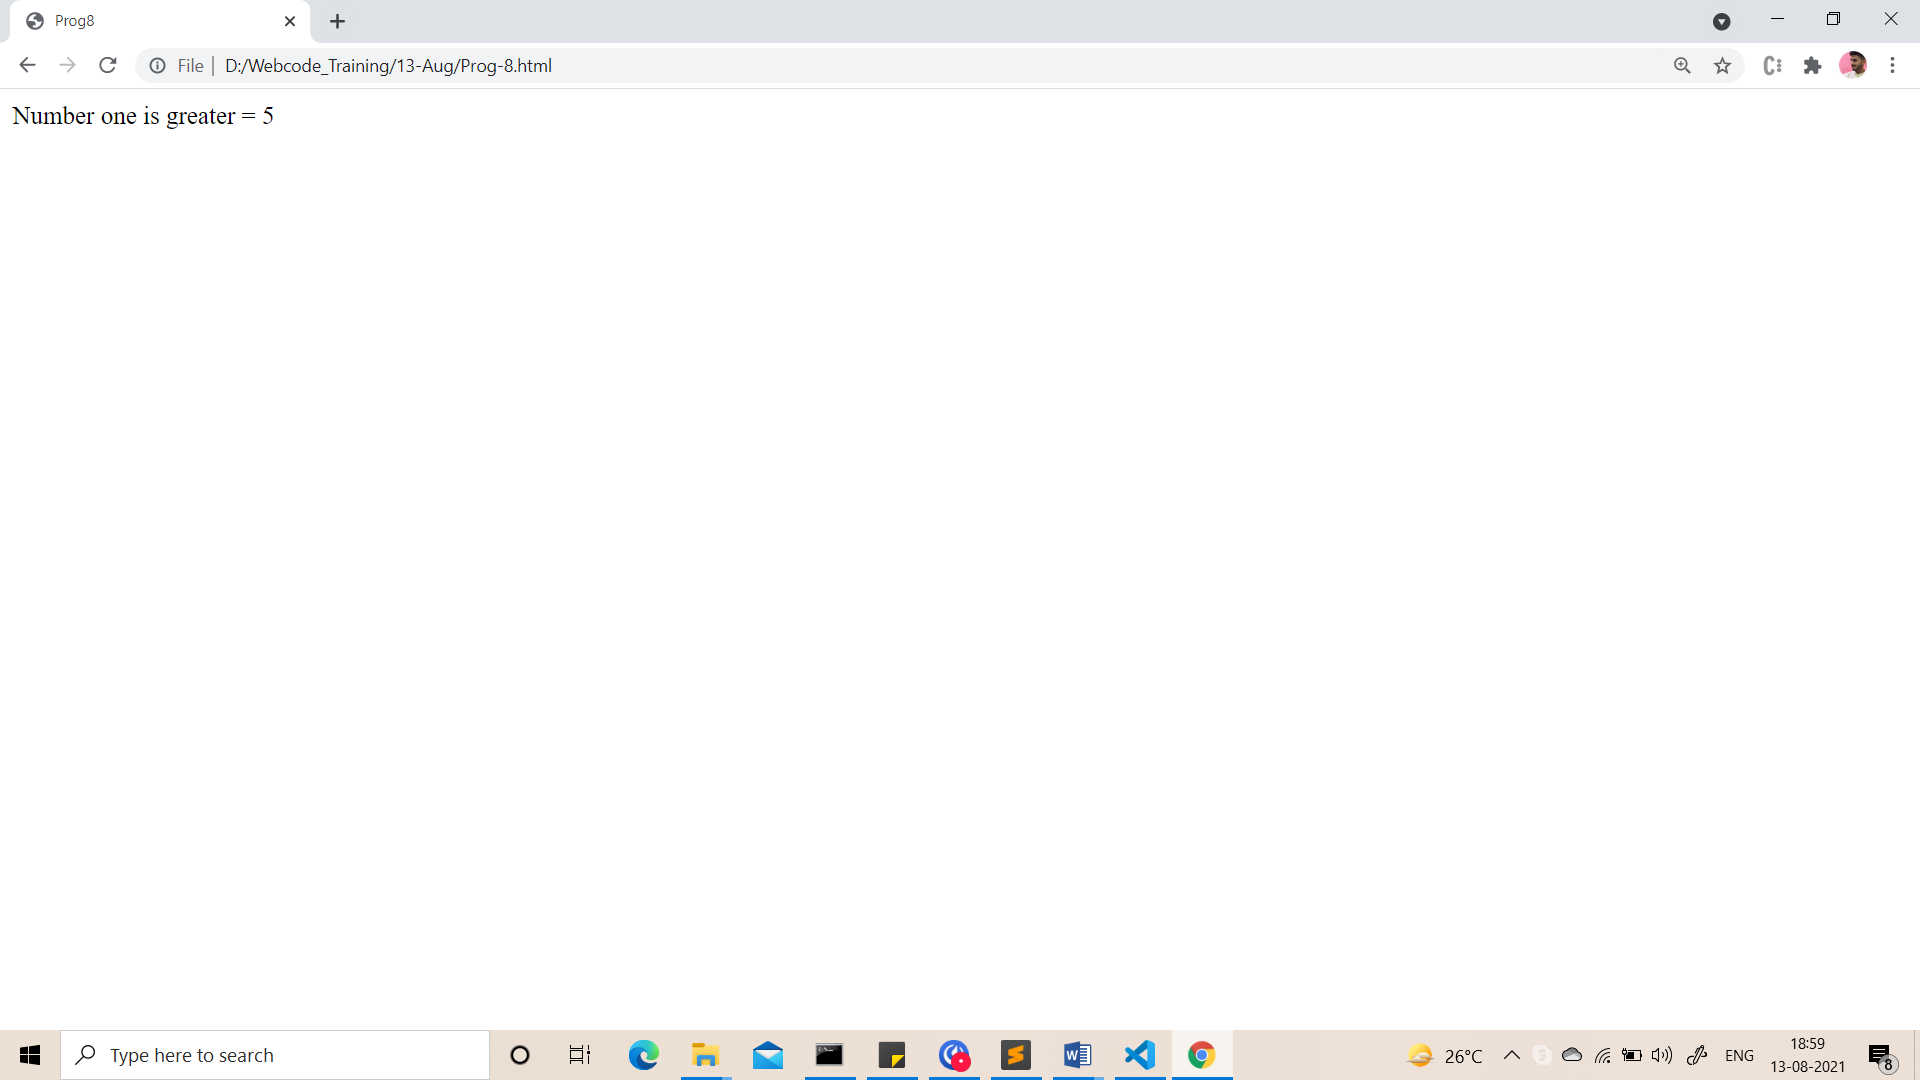 Prog8
File | D:/Webcode_Training/13-Aug/Prog-8.html
Number one is greater = 5
Type here to search
26°C
ENG
18:59
13-08-2021
8